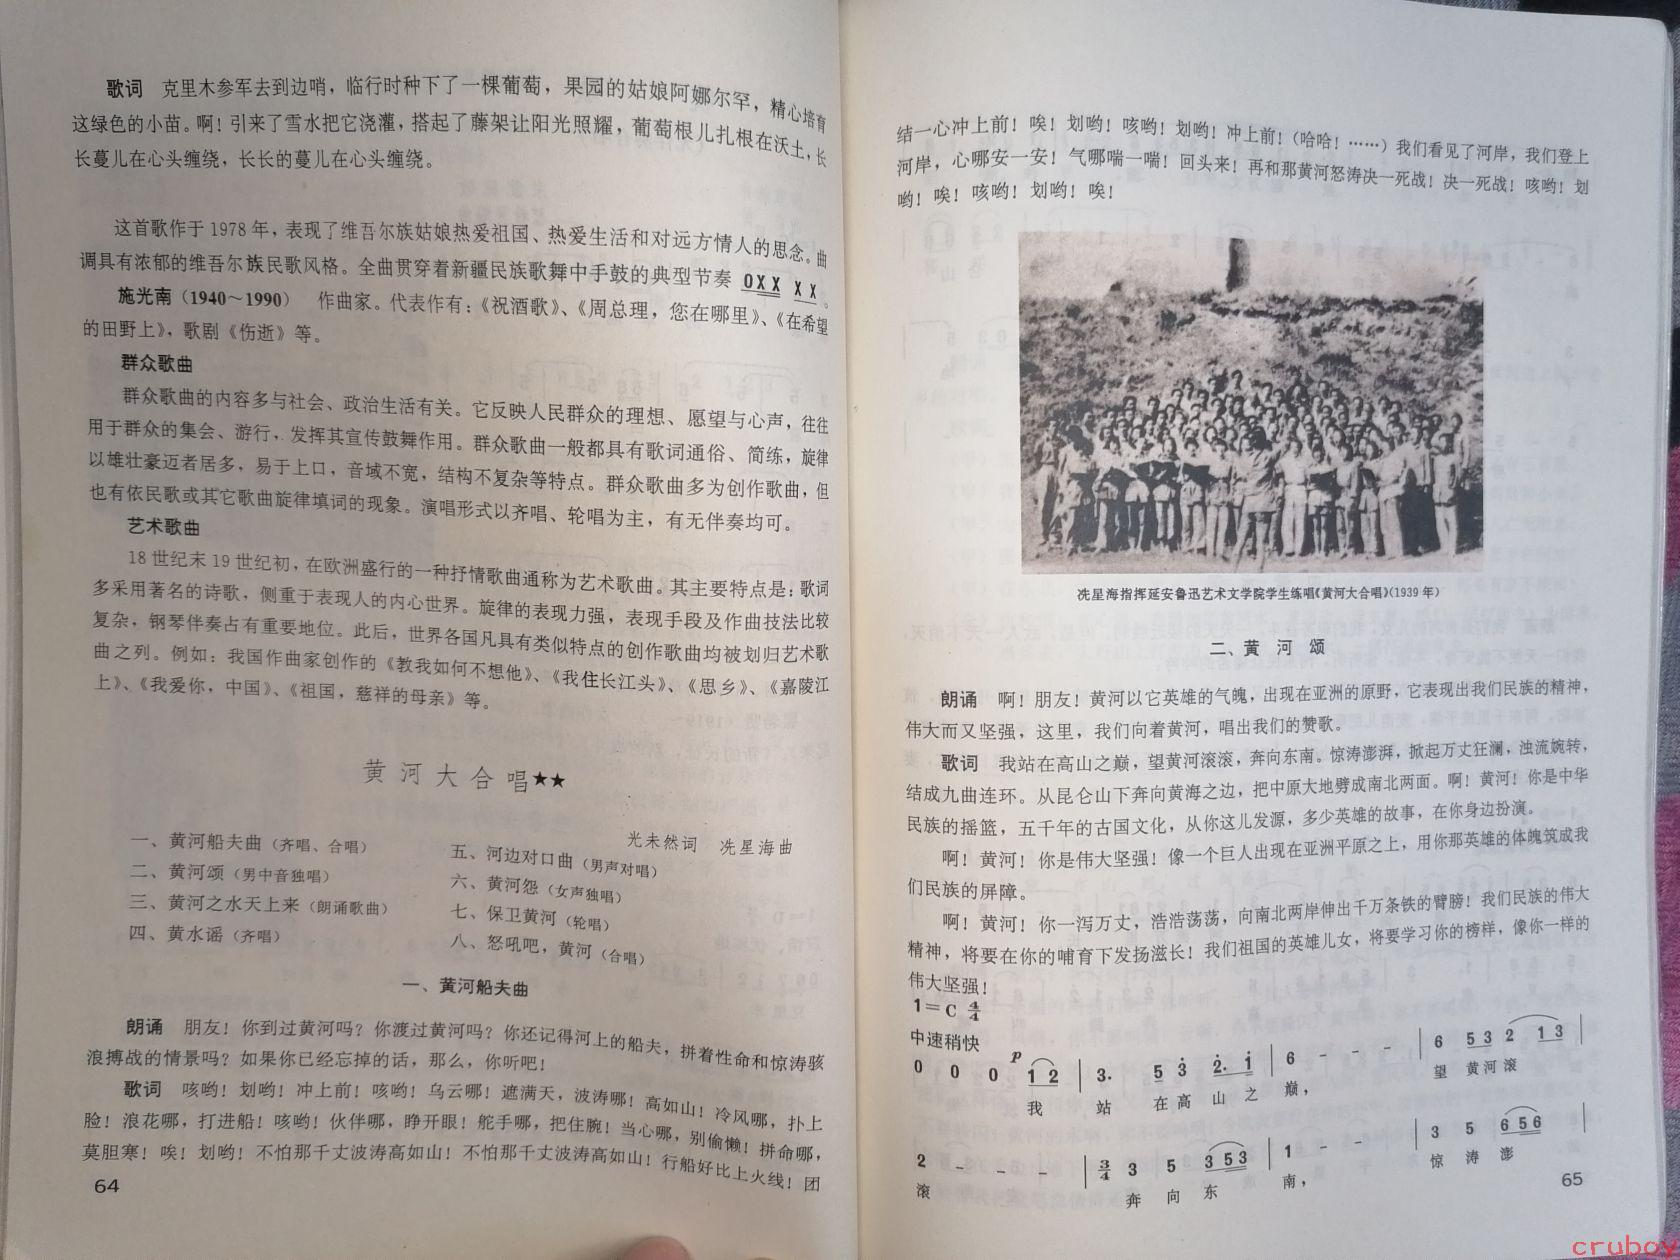 歌词 克里木参军去到边哨，临行时种下了一棵葡萄，果园的姑娘阿娜尔罕，精心培育
这绿色的小苗。啊！引来了雪水把它浇灌，搭起了藤架让阳光照耀，葡萄根儿扎根在沃土，长
长蔓儿在心头缠绕，长长的蔓儿在心头缠绕。
这首歌作于1978年，表现了维吾尔族姑娘热爱祖国、热爱生活和对远方情人的思念。曲
调具有浓郁的维吾尔族民歌风格。全曲贯穿着新疆民族歌舞中手鼓的典型节奏 0XX XX。
施光南（1940～1990） 作曲家。代表作有：《祝酒歌》、《周总理，您在哪里》、《在希望
的田野上》，歌剧《伤逝》等。
群众歌曲
群众歌曲的内容多与社会、政治生活有关。它反映人民群众的理想、愿望与心声，往往
用于群众的集会、游行，发挥其宣传鼓舞作用。群众歌曲一般都具有歌词通俗、简练，旋律
以雄壮豪迈者居多，易于上口，音域不宽，结构不复杂等特点。群众歌曲多为创作歌曲，但
也有依民歌或其它歌曲旋律填词的现象。演唱形式以齐唱、轮唱为主，有无伴奏均可。
艺术歌曲
18世纪末19世纪初，在欧洲盛行的一种抒情歌曲通称为艺术歌曲。其主要特点是：歌词
多采用著名的诗歌，侧重于表现人的内心世界。旋律的表现力强，表现手段及作曲技法比较
复杂，钢琴伴奏占有重要地位。此后，世界各国凡具有类似特点的创作歌曲均被划归艺术歌
曲之列。例如：我国作曲家创作的《教我如何不想他》、《我住长江头》、《思乡》、《嘉陵江
上》、《我爱你，中国》、《祖国，慈祥的母亲》等。
黄河大合唱★★
光未然词 冼星海曲
一、黄河船夫曲（齐唱、合唱）
二、黄河颂（男中音独唱）
三、黄河之水天上来（朗诵歌曲）
四、黄水谣（齐唱）
五、河边对口曲（男声对唱）
六、黄河怨（女声独唱）
七、保卫黄河（轮唱）
八、怒吼吧，黄河（合唱）
一、黄河船夫曲
朗诵 朋友！你到过黄河吗？你渡过黄河吗？你还记得河上的船夫，拼着性命和惊涛骇
浪搏战的情景吗？如果你已经忘掉的话，那么，你听吧！
歌词 咳哟！划哟！冲上前！咳哟！乌云哪！遮满天，波涛哪！高如山！冷风哪，扑上
脸！浪花哪，打进船！咳哟！伙伴哪，睁开眼！舵手哪，把住腕！当心哪，别偷懒！拼命哪，
莫胆寒！唉！划哟！不怕那千丈波涛高如山！不怕那千丈波涛高如山！行船好比上火线！团
64
结一心冲上前！唉！划哟！咳哟！划哟！冲上前！（哈哈！……）我们看见了河岸，我们登上
河岸，心哪安一安！气哪喘一喘！回头来！再和那黄河怒涛决一死战！决一死战！咳哟！划
哟！唉！咳哟！划哟！唉！
冼星海指挥延安鲁迅艺术文学院学生练唱《黄河大合唱》（1939年）
二、黄河颂
朗诵 啊！朋友！黄河以它英雄的气魄，出现在亚洲的原野，它表现出我们民族的精神，
伟大而又坚强，这里，我们向着黄河，唱出我们的赞歌。
歌词 我站在高山之巅，望黄河滚滚，奔向东南。惊涛澎湃，掀起万丈狂澜，浊流婉转，
结成九曲连环。从昆仑山下奔向黄海之边，把中原大地劈成南北两面。啊！黄河！你是中华
民族的摇篮，五千年的古国文化，从你这儿发源，多少英雄的故事，在你身边扮演。
啊！黄河！你是伟大坚强！像一个巨人出现在亚洲平原之上，用你那英雄的体魄筑成我
们民族的屏障。
啊！黄河！你一泻万丈，浩浩荡荡，向南北两岸伸出千万条铁的臂膀！我们民族的伟大
精神，将要在你的哺育下发扬滋长！我们祖国的英雄儿女，将要学习你的榜样，像你一样的
伟大坚强！
1=C 4/4
中速稍快
p
0 0 0 1 2 | 3. 5 3 2. 1 | 6 - - - | 6 5 3 2 1 3 |
我 站 在高 山 之 巅， 望 黄河滚
2 - - - | 3/4 3 5 3 5 3 | 1 - - | 3 5 6 5 6 |
滚 奔 向 东 南， 惊 涛 澎
65
cruboy